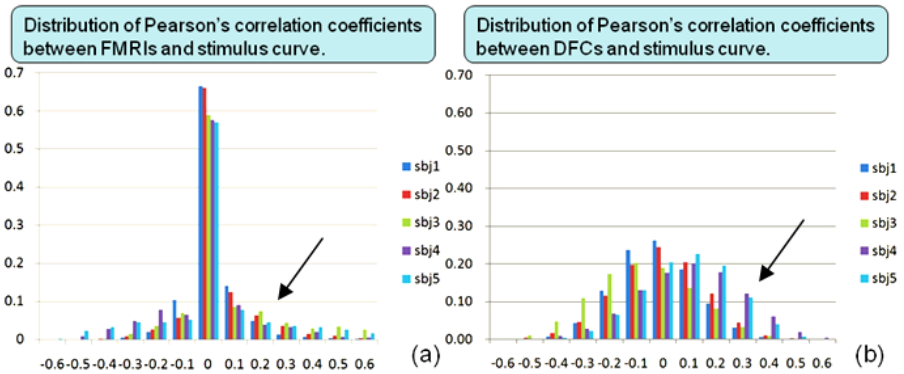 Distribution of Pearson's correlation coefficients
between FMRIs and stimulus curve.
0.7
0.6
0.5
0.4
0.3
0.2
0.1
0
-0.6 -0.5 -0.4 -0.3 -0.2 -0.1 0 0.1 0.2 0.3 0.4 0.5 0.6
sbj1
sbj2
sbj3
sbj4
sbj5
(a)
Distribution of Pearson's correlation coefficients
between DFCs and stimulus curve.
0.70
0.60
0.50
0.40
0.30
0.20
0.10
0.00
-0.6 -0.5 -0.4 -0.3 -0.2 -0.1 0 0.1 0.2 0.3 0.4 0.5 0.6
sbj1
sbj2
sbj3
sbj4
sbj5
(b)